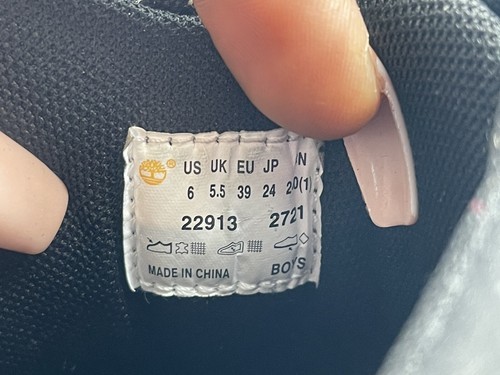 ® US UK EU JP
6 5.5 39 24
22913 2721
MADE IN CHINA BOYS